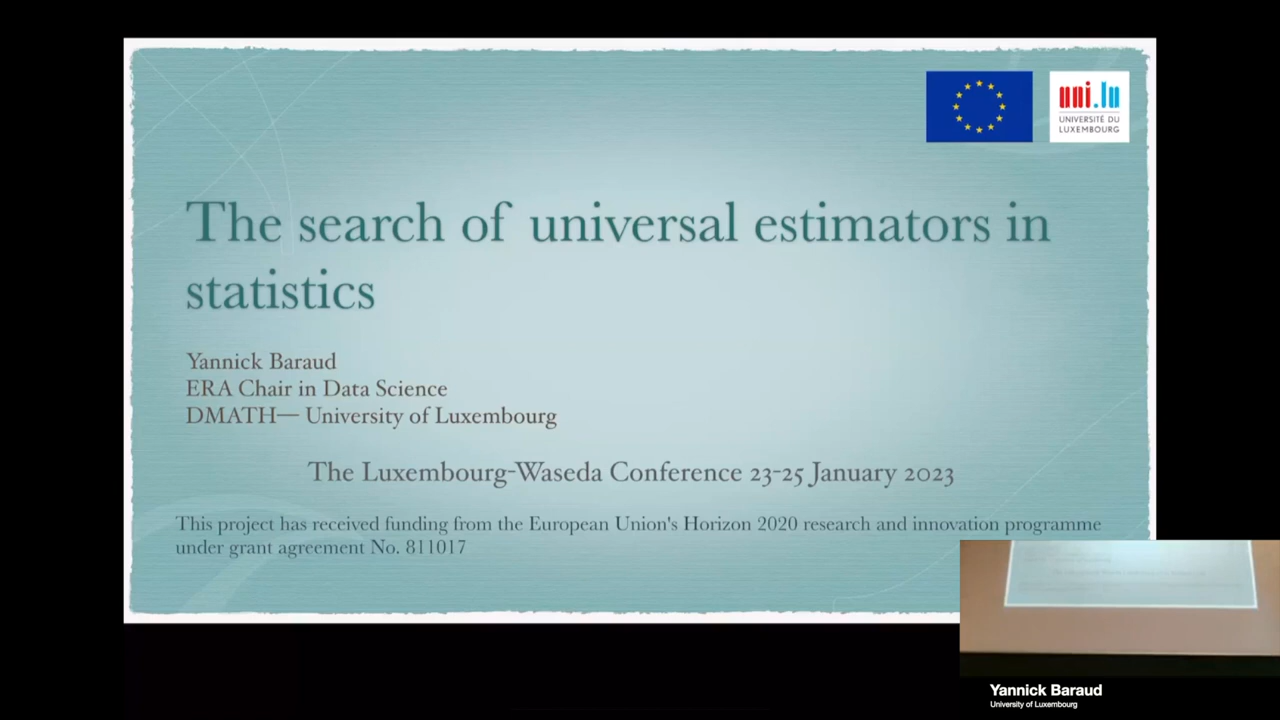 uni.lu
UNIVERSITÉ DU
LUXEMBOURG
The search of universal estimators in
statistics
Yannick Baraud
ERA Chair in Data Science
DMATH— University of Luxembourg
The Luxembourg-Waseda Conference 23-25 January 2023
This project has received funding from the European Union's Horizon 2020 research and innovation programme
under grant agreement No. 811017
Yannick Baraud
University of Luxembourg